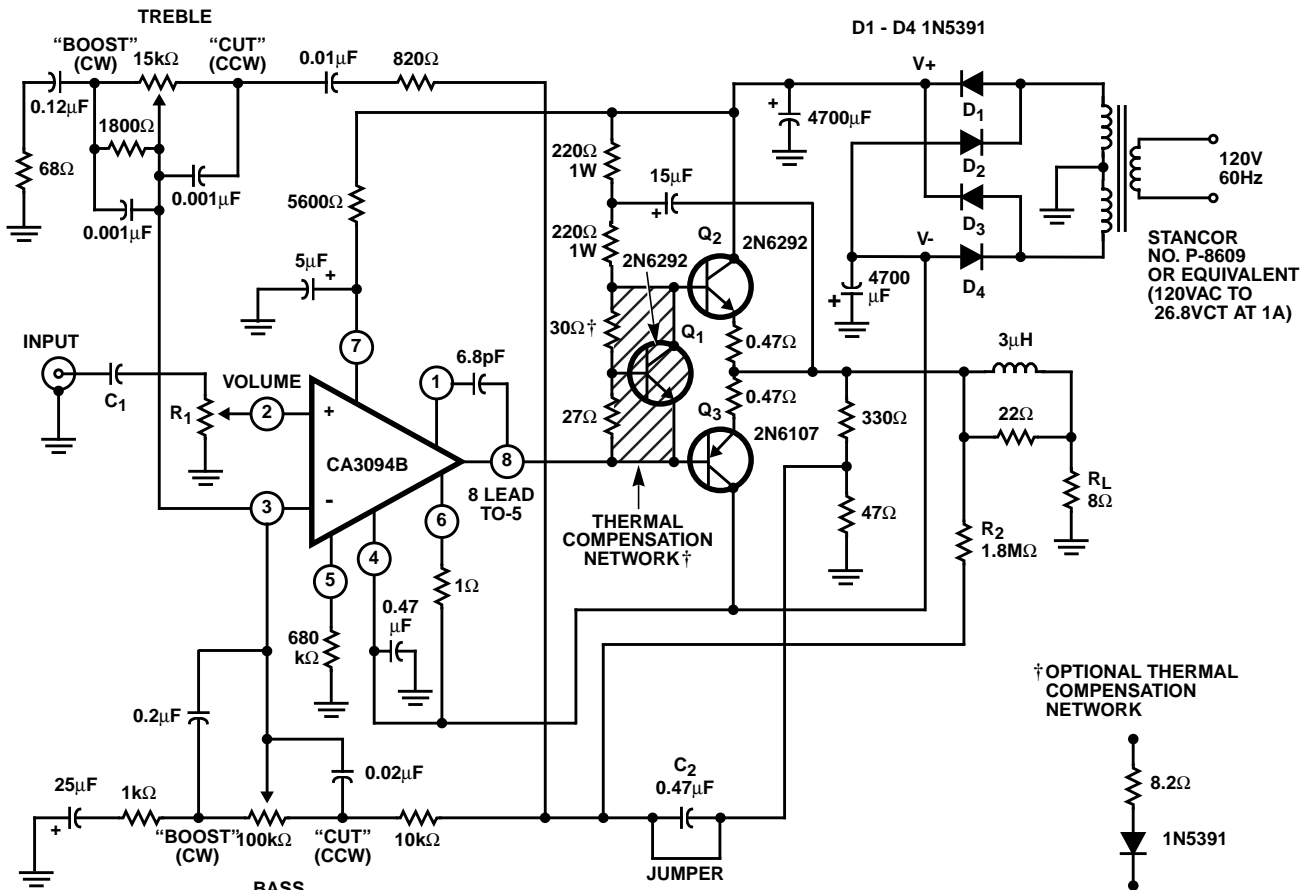 TREBLE
“BOOST”
(CW)
15kΩ
“CUT”
(CCW)
0.01μF
820Ω
0.12μF
1800Ω
68Ω
0.001μF
0.001μF
5600Ω
5μF
+
INPUT
C1
VOLUME
R1
2
+
7
1
6.8pF
CA3094B
8
8 LEAD
TO-5
3
-
6
4
5
1Ω
680
kΩ
0.47
μF
0.2μF
0.02μF
25μF
+
1kΩ
“BOOST”
(CW)
100kΩ
“CUT”
(CCW)
10kΩ
BASS
C2
0.47μF
JUMPER
220Ω
1W
15μF
+
220Ω
1W
2N6292
30Ω†
Q1
27Ω
THERMAL
COMPENSATION
NETWORK†
Q2
2N6292
0.47Ω
0.47Ω
Q3
2N6107
330Ω
47Ω
3μH
22Ω
RL
8Ω
R2
1.8MΩ
D1 - D4 1N5391
V+
+
4700μF
D1
D2
D3
V-
D4
4700
μF
+
120V
60Hz
STANCOR
NO. P-8609
OR EQUIVALENT
(120VAC TO
26.8VCT AT 1A)
†OPTIONAL THERMAL
COMPENSATION
NETWORK
8.2Ω
1N5391